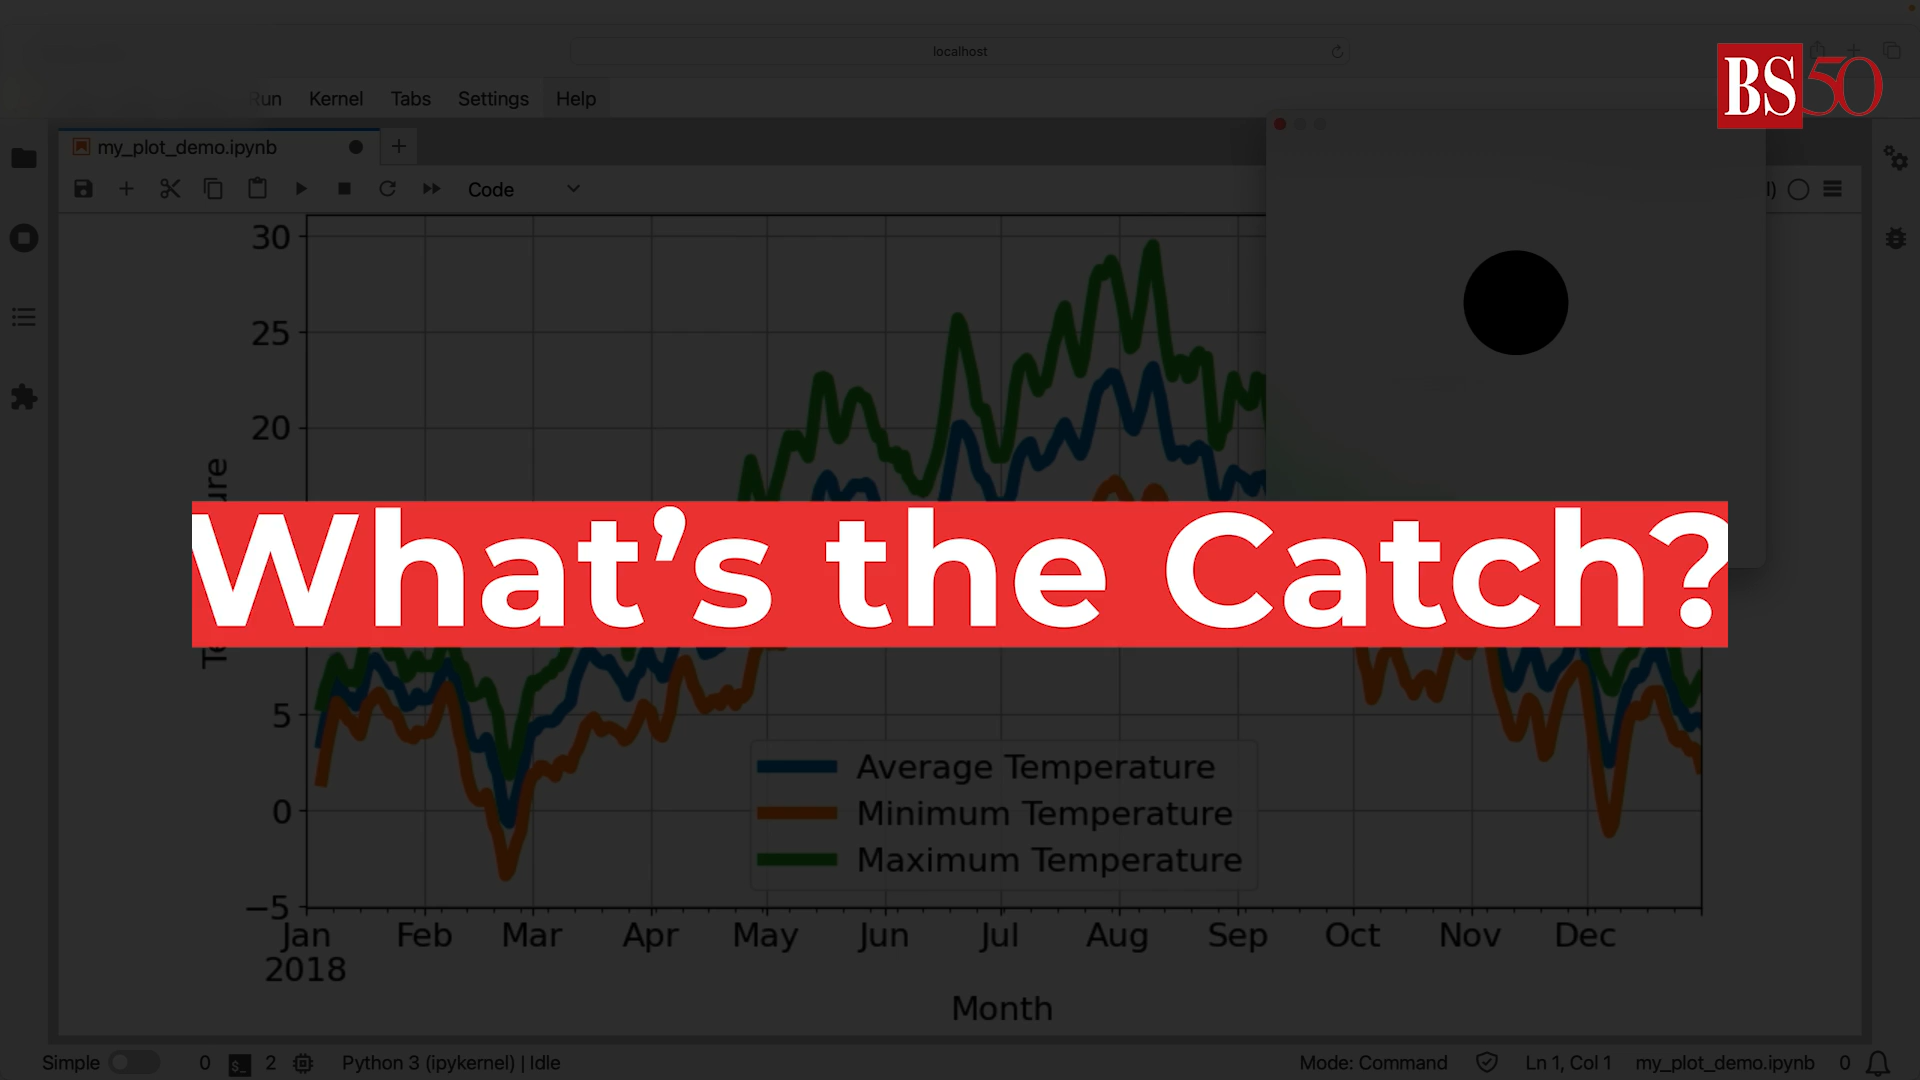 localhost
BS50
Run Kernel Tabs Settings Help
my_plot_demo.ipynb
Code
30
25
20
What's the Catch?
5
0
−5
Average Temperature
Minimum Temperature
Maximum Temperature
Jan Feb Mar Apr May Jun Jul Aug Sep Oct Nov Dec
2018
Month
Simple 0 2 Python 3 (ipykernel) | Idle Mode: Command Ln 1, Col 1 my_plot_demo.ipynb 0